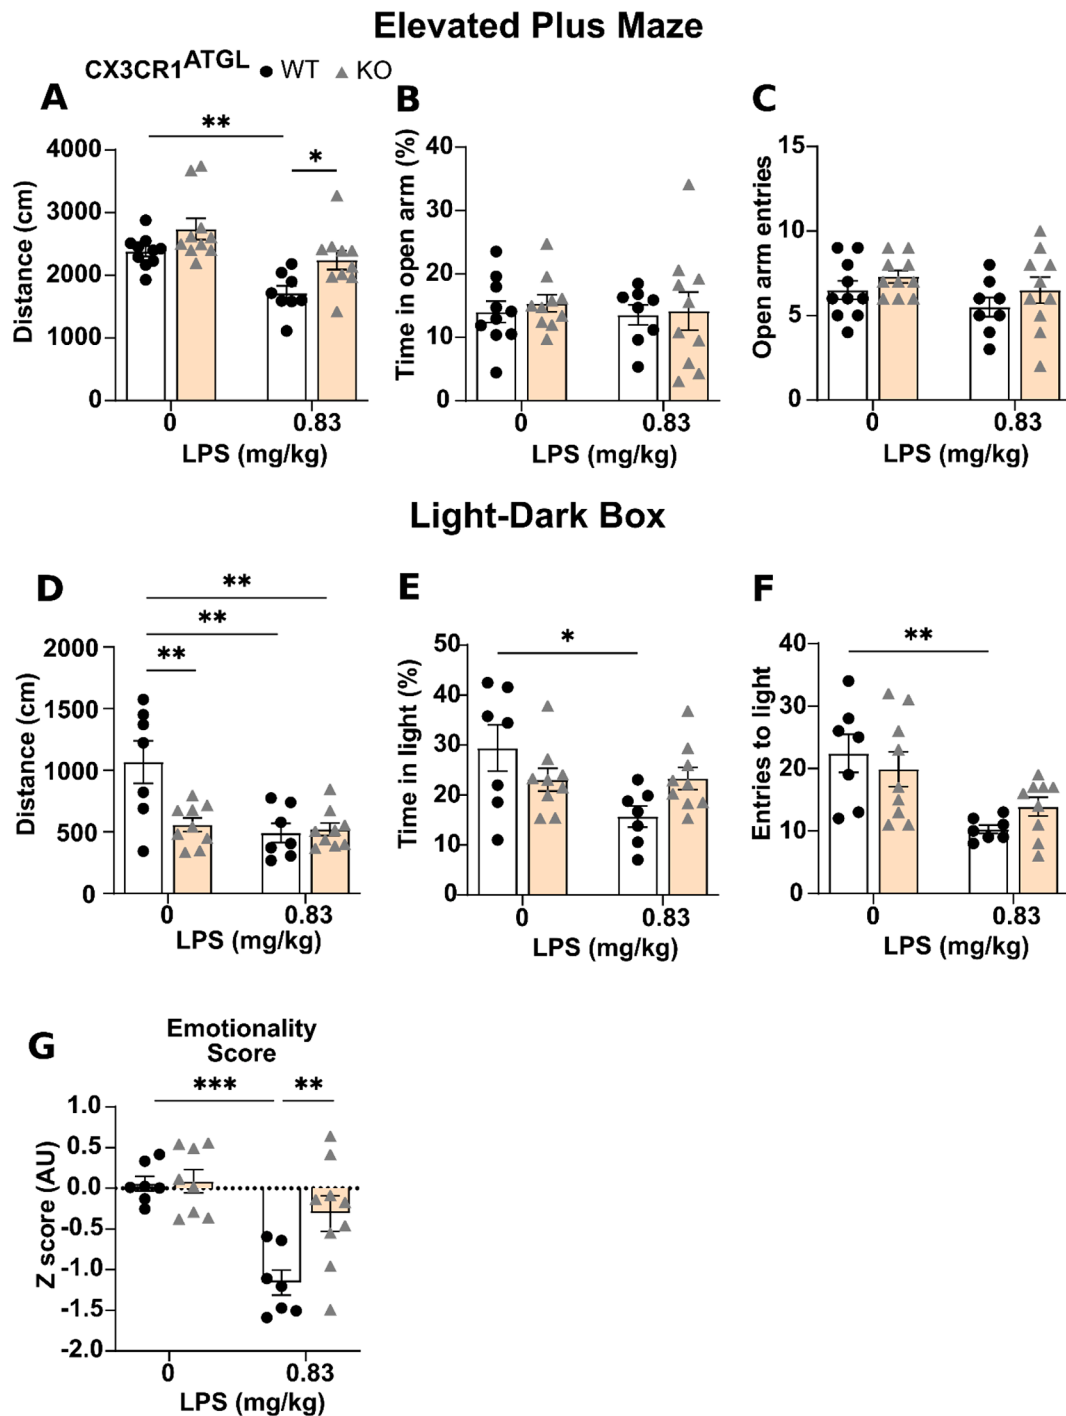 Elevated Plus Maze
CX3CR1ATGL ● WT ▲ KO
A
B
C
**
*
Distance (cm)
4000
3000
2000
1000
0
0
0.83
LPS (mg/kg)
Time in open arm (%)
40
30
20
10
0
0
0.83
LPS (mg/kg)
Open arm entries
15
10
5
0
0
0.83
LPS (mg/kg)
Light-Dark Box
D
E
F
**
**
**
Distance (cm)
2000
1500
1000
500
0
0
0.83
LPS (mg/kg)
*
Time in light (%)
50
40
30
20
10
0
0
0.83
LPS (mg/kg)
**
Entries to light
40
30
20
10
0
0
0.83
LPS (mg/kg)
G
Emotionality
Score
***
**
Z score (AU)
1.0
0.5
0.0
-0.5
-1.0
-1.5
-2.0
0
0.83
LPS (mg/kg)